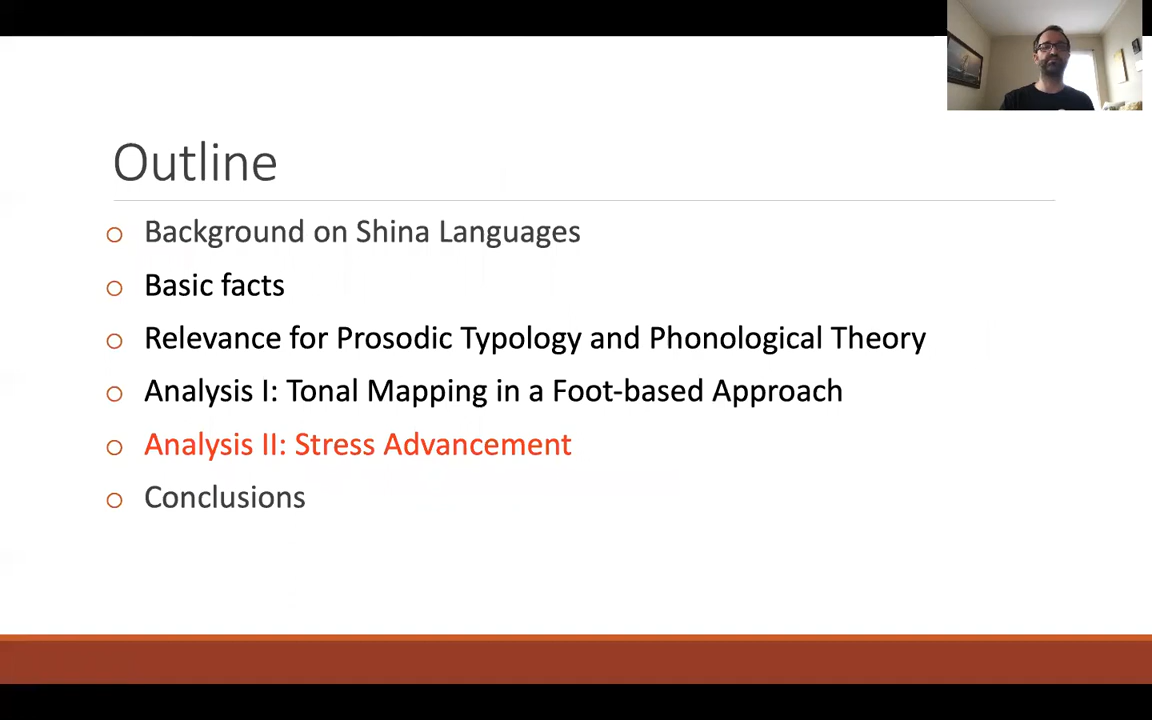 Outline
Background on Shina Languages
Basic facts
Relevance for Prosodic Typology and Phonological Theory
Analysis I: Tonal Mapping in a Foot-based Approach
Analysis II: Stress Advancement
Conclusions